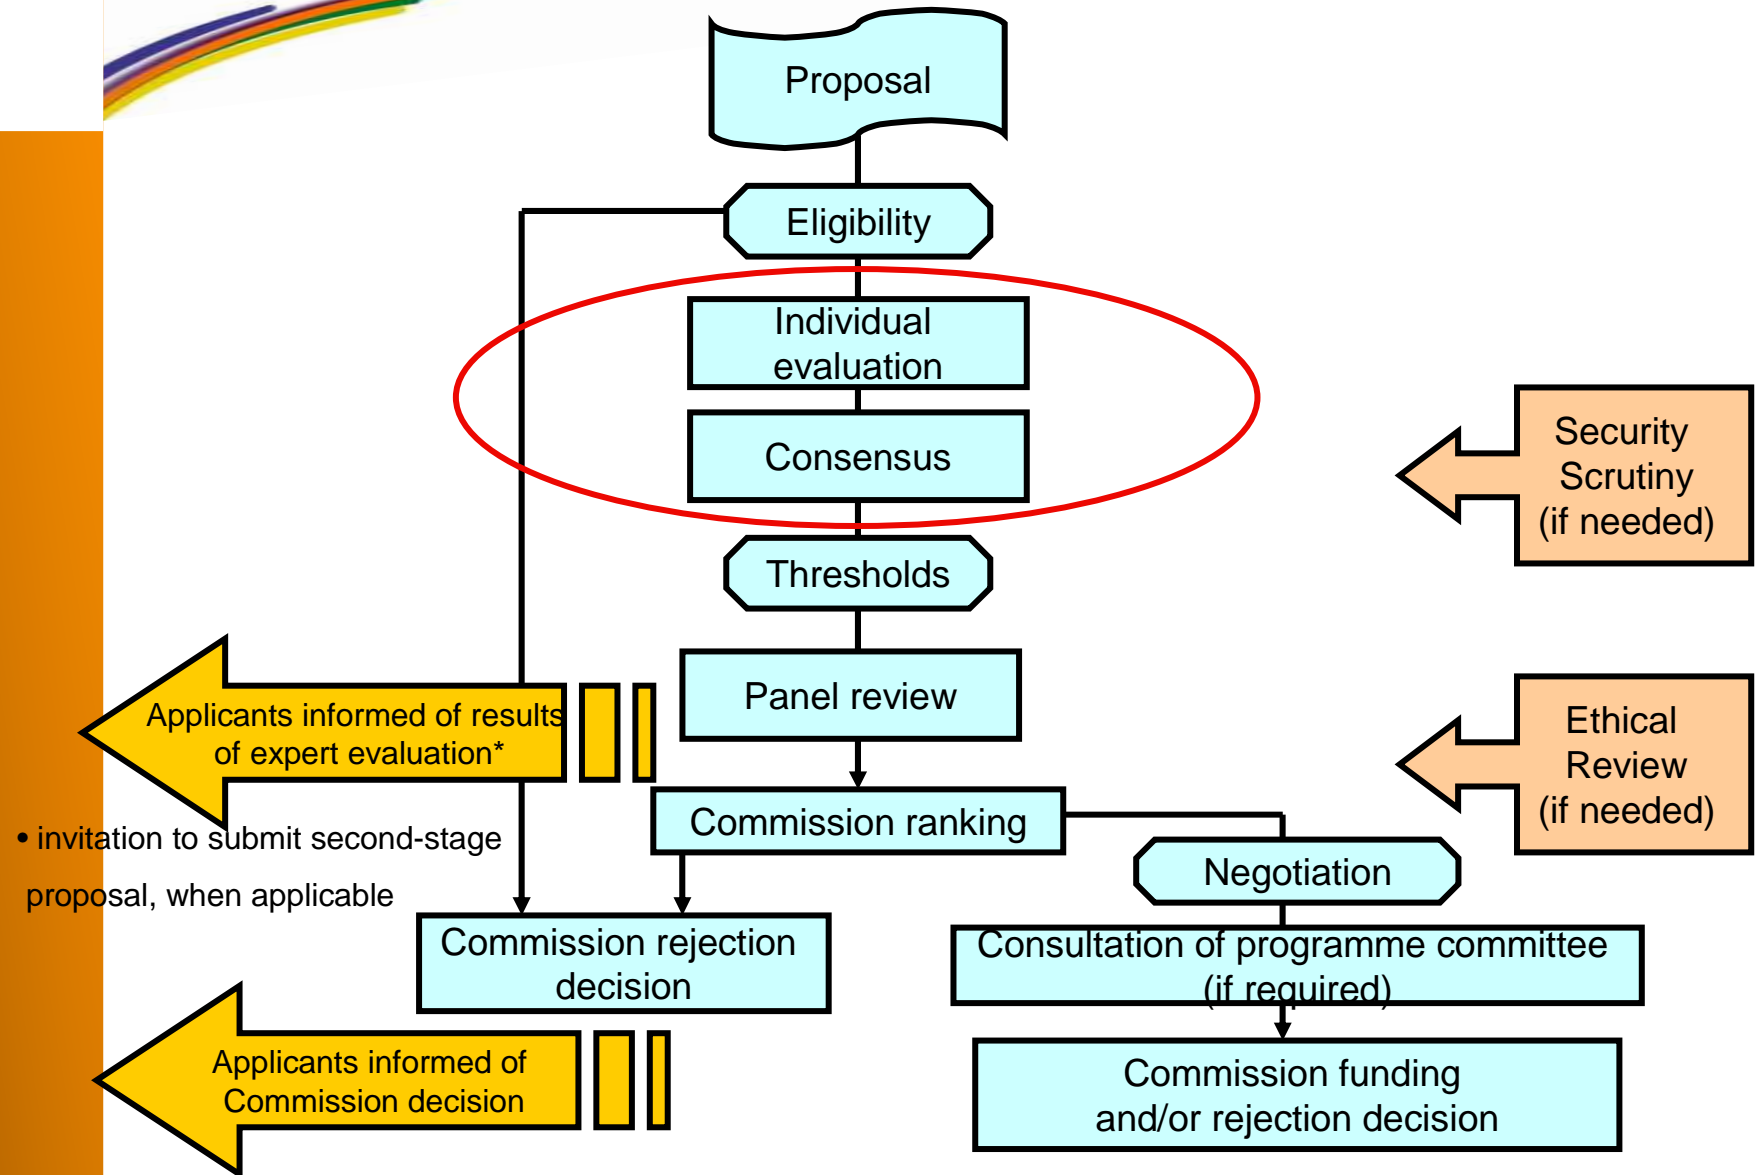 Proposal
Eligibility
Individual
evaluation
Consensus
Security
Scrutiny
(if needed)
Thresholds
Panel review
Applicants informed of results
of expert evaluation*
Ethical
Review
(if needed)
Commission ranking
• invitation to submit second-stage
proposal, when applicable
Negotiation
Commission rejection
decision
Consultation of programme committee
(if required)
Applicants informed of
Commission decision
Commission funding
and/or rejection decision